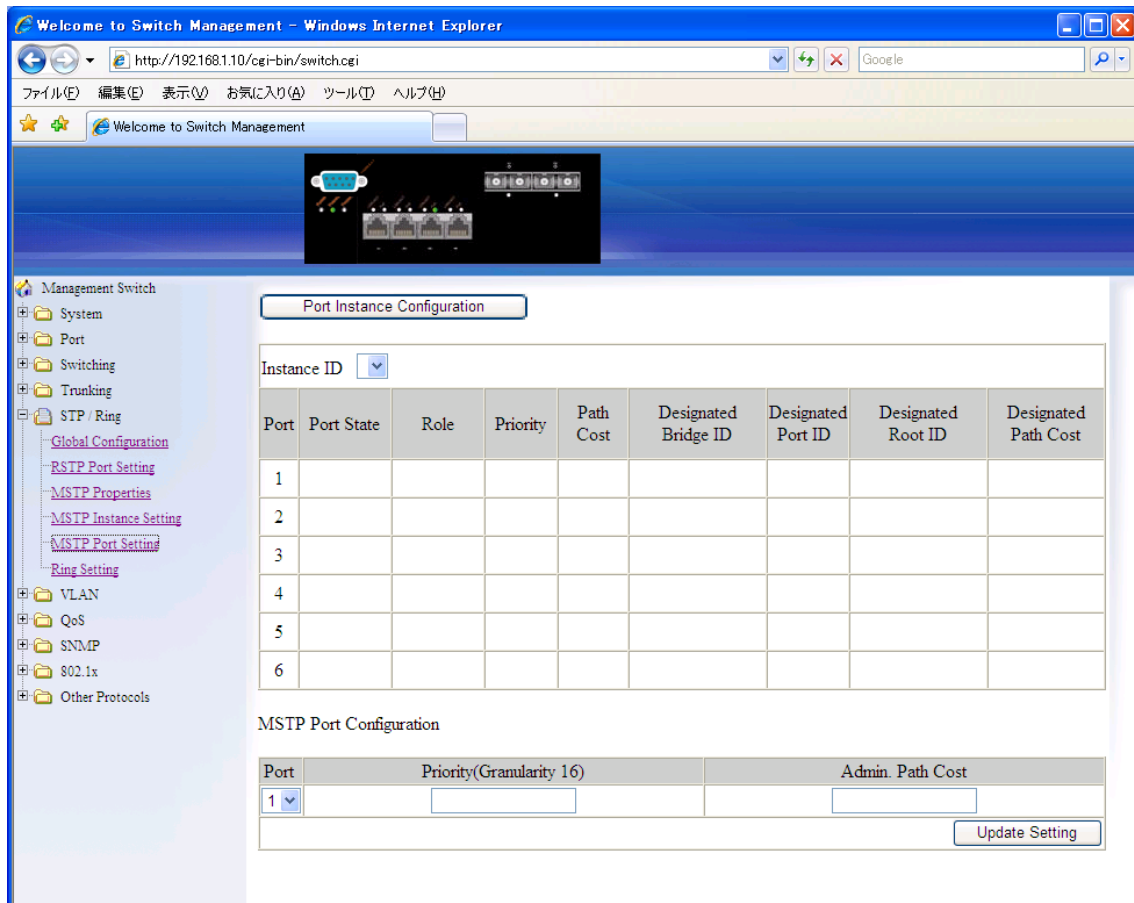 Welcome to Switch Management - Windows Internet Explorer
http://192.168.1.10/cgi-bin/switch.cgi
Google
ファイル(F) 編集(E) 表示(V) お気に入り(A) ツール(T) ヘルプ(H)
Welcome to Switch Management
Management Switch
System
Port
Switching
Trunking
STP / Ring
Global Configuration
RSTP Port Setting
MSTP Properties
MSTP Instance Setting
MSTP Port Setting
Ring Setting
VLAN
QoS
SNMP
802.1x
Other Protocols
Port Instance Configuration
Instance ID
Port Port State Role Priority Path Cost Designated Bridge ID Designated Port ID Designated Root ID Designated Path Cost
1
2
3
4
5
6
MSTP Port Configuration
Port Priority(Granularity 16) Admin. Path Cost
1
Update Setting